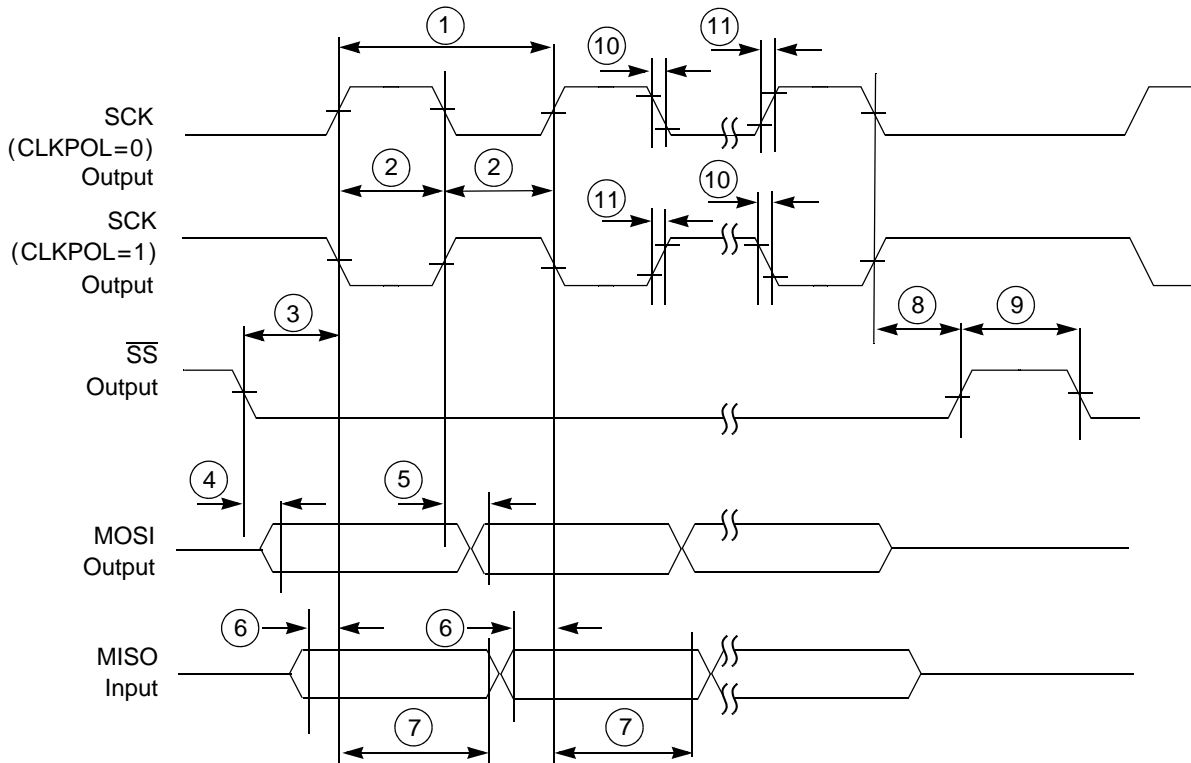 1
10
11
SCK
(CLKPOL=0)
Output
2
2
SCK
(CLKPOL=1)
Output
11
10
3
8
9
SS
Output
4
5
MOSI
Output
6
6
MISO
Input
7
7